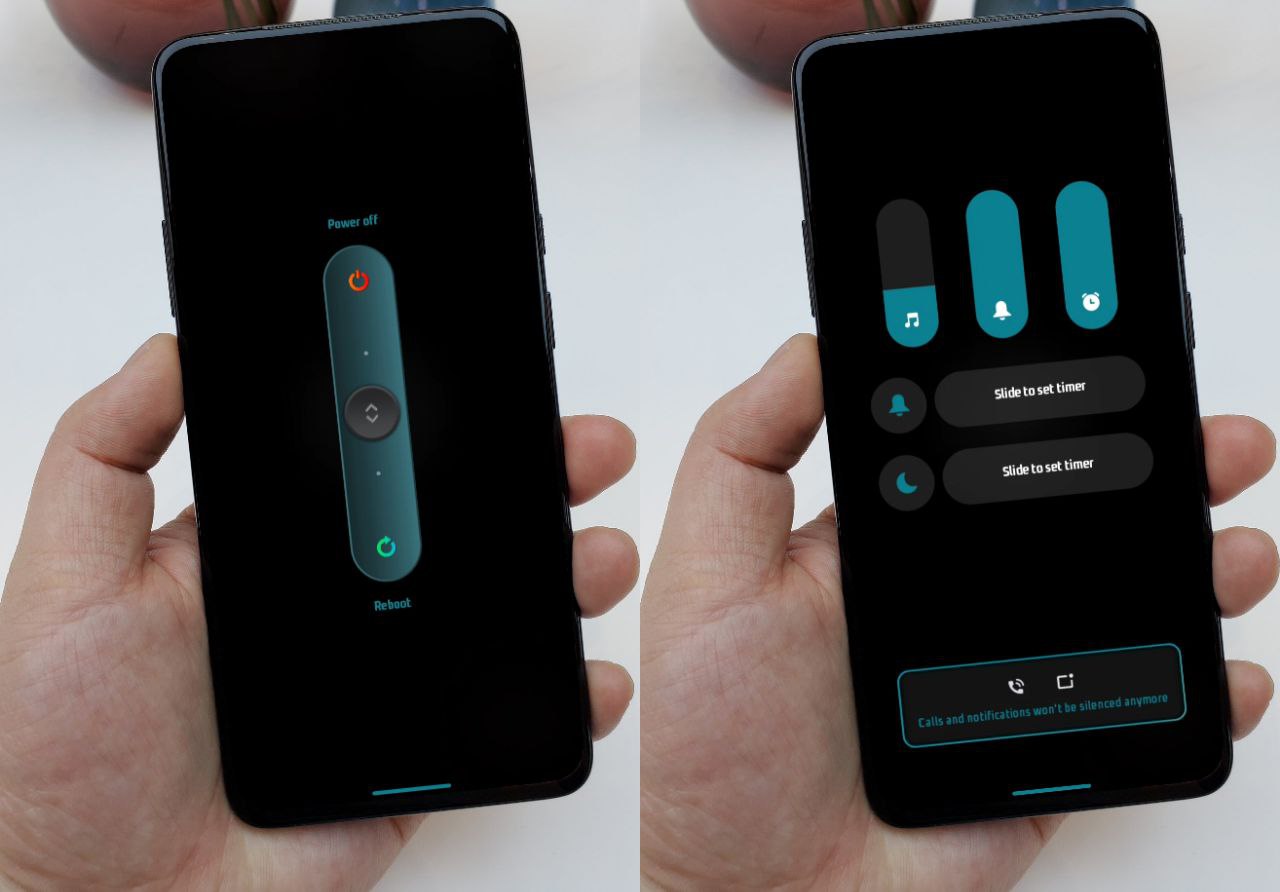 Power off
Reboot
Slide to set timer
Slide to set timer
Calls and notifications won't be silenced anymore